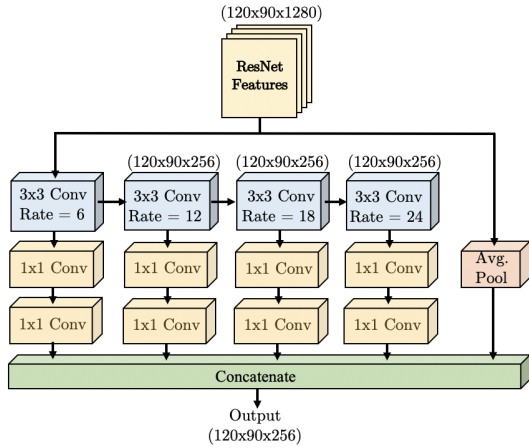 (120x90x1280)
ResNet
Features
(120x90x256) (120x90x256) (120x90x256)
3x3 Conv
Rate = 6
3x3 Conv
Rate = 12
3x3 Conv
Rate = 18
3x3 Conv
Rate = 24
1x1 Conv
1x1 Conv
1x1 Conv
1x1 Conv
Avg.
Pool
1x1 Conv
1x1 Conv
1x1 Conv
1x1 Conv
Concatenate
Output
(120x90x256)